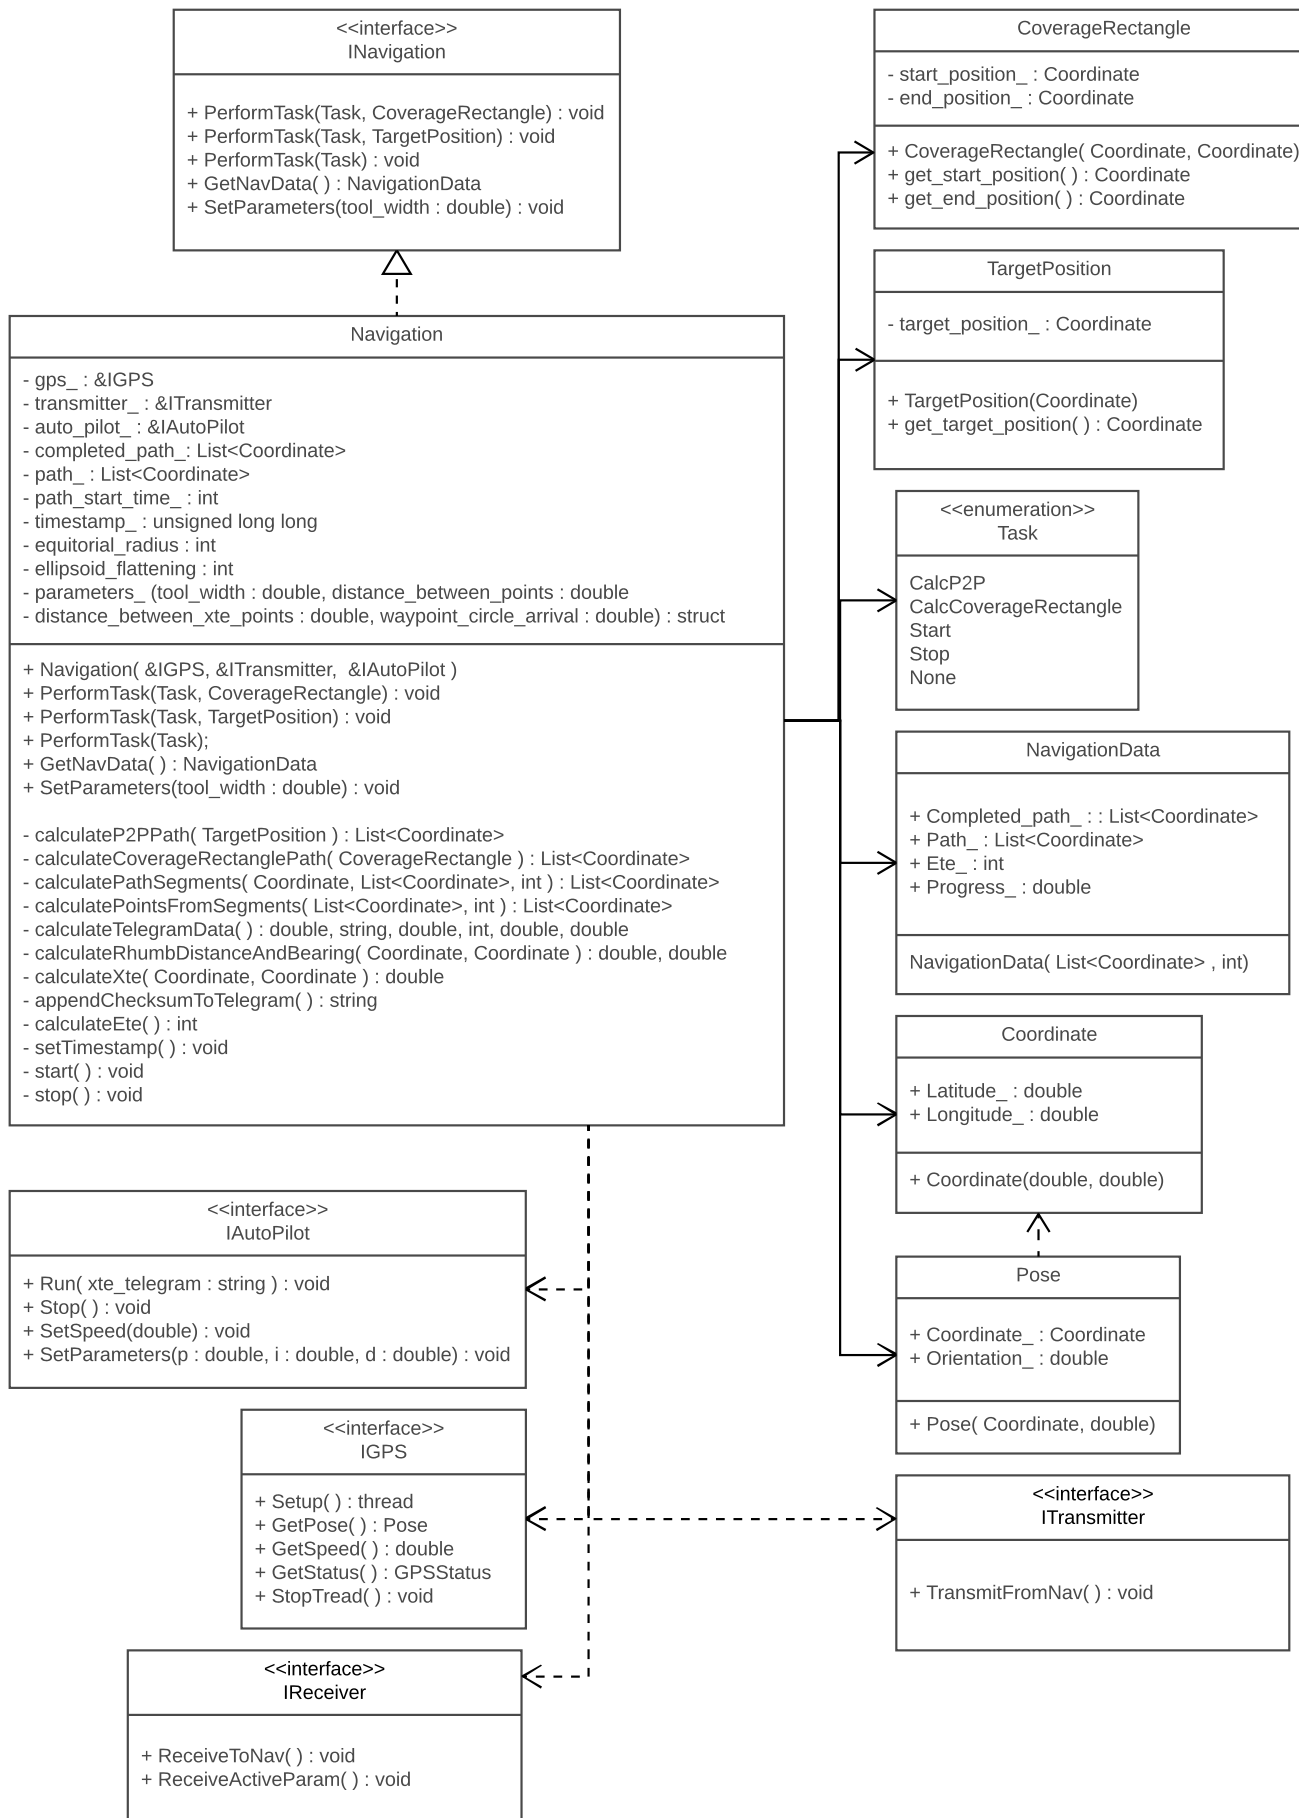 <<interface>>
INavigation
+ PerformTask(Task, CoverageRectangle) : void
+ PerformTask(Task, TargetPosition) : void
+ PerformTask(Task) : void
+ GetNavData( ) : NavigationData
+ SetParameters(tool_width : double) : void
Navigation
- gps_ : &IGPS
- transmitter_ : &ITransmitter
- auto_pilot_ : &IAutoPilot
- completed_path_: List<Coordinate>
- path_ : List<Coordinate>
- path_start_time_ : int
- timestamp_ : unsigned long long
- equitorial_radius : int
- ellipsoid_flattening : int
- parameters_ (tool_width : double, distance_between_points : double
- distance_between_xte_points : double, waypoint_circle_arrival : double) : struct
+ Navigation( &IGPS, &ITransmitter,  &IAutoPilot )
+ PerformTask(Task, CoverageRectangle) : void
+ PerformTask(Task, TargetPosition) : void
+ PerformTask(Task);
+ GetNavData( ) : NavigationData
+ SetParameters(tool_width : double) : void
- calculateP2PPath( TargetPosition ) : List<Coordinate>
- calculateCoverageRectanglePath( CoverageRectangle ) : List<Coordinate>
- calculatePathSegments( Coordinate, List<Coordinate>, int ) : List<Coordinate>
- calculatePointsFromSegments( List<Coordinate>, int ) : List<Coordinate>
- calculateTelegramData( ) : double, string, double, int, double, double
- calculateRhumbDistanceAndBearing( Coordinate, Coordinate ) : double, double
- calculateXte( Coordinate, Coordinate ) : double
- appendChecksumToTelegram( ) : string
- calculateEte( ) : int
- setTimestamp( ) : void
- start( ) : void
- stop( ) : void
<<interface>>
IAutoPilot
+ Run( xte_telegram : string ) : void
+ Stop( ) : void
+ SetSpeed(double) : void
+ SetParameters(p : double, i : double, d : double) : void
<<interface>>
IGPS
+ Setup( ) : thread
+ GetPose( ) : Pose
+ GetSpeed( ) : double
+ GetStatus( ) : GPSStatus
+ StopTread( ) : void
<<interface>>
IReceiver
+ ReceiveToNav( ) : void
+ ReceiveActiveParam( ) : void
CoverageRectangle
- start_position_ : Coordinate
- end_position_ : Coordinate
+ CoverageRectangle( Coordinate, Coordinate)
+ get_start_position( ) : Coordinate
+ get_end_position( ) : Coordinate
TargetPosition
- target_position_ : Coordinate
+ TargetPosition(Coordinate)
+ get_target_position( ) : Coordinate
<<enumeration>>
Task
CalcP2P
CalcCoverageRectangle
Start
Stop
None
NavigationData
+ Completed_path_ : : List<Coordinate>
+ Path_ : List<Coordinate>
+ Ete_ : int
+ Progress_ : double
NavigationData( List<Coordinate> , int)
Coordinate
+ Latitude_ : double
+ Longitude_ : double
+ Coordinate(double, double)
Pose
+ Coordinate_ : Coordinate
+ Orientation_ : double
+ Pose( Coordinate, double)
<<interface>>
ITransmitter
+ TransmitFromNav( ) : void